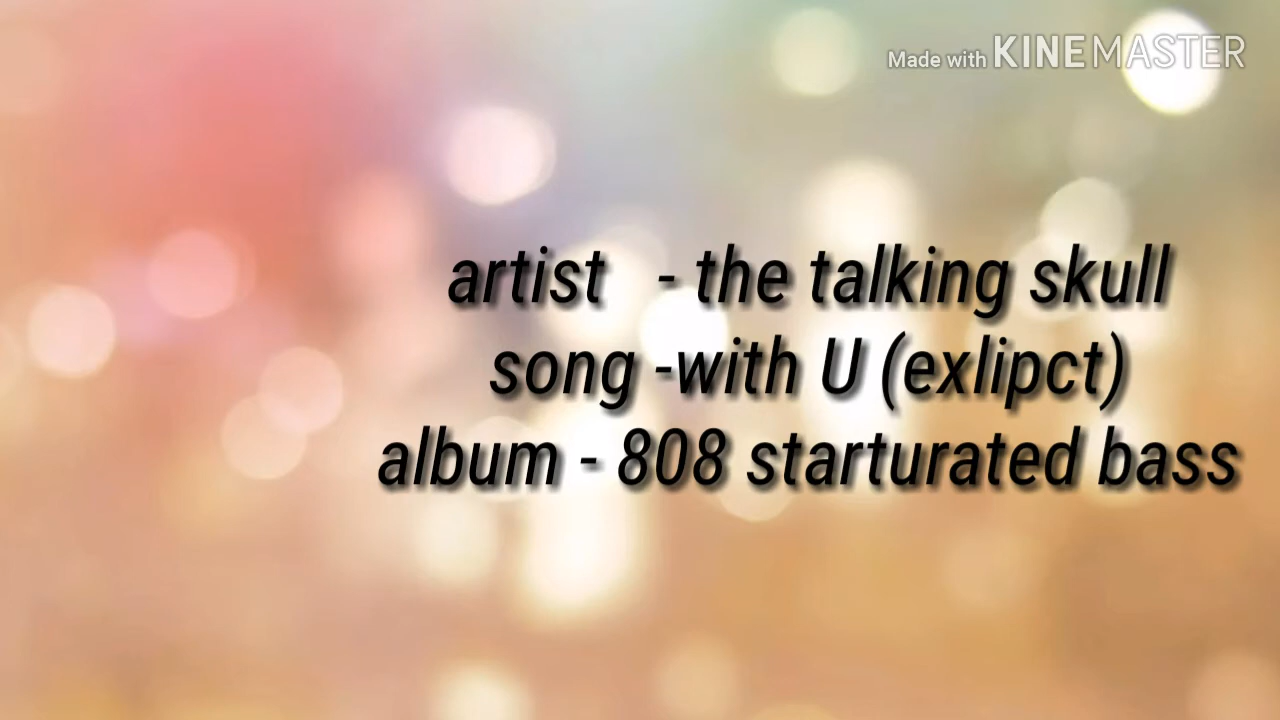 Made with KINEMASTER
artist - the talking skull
song -with U (exlipct)
album - 808 starturated bass